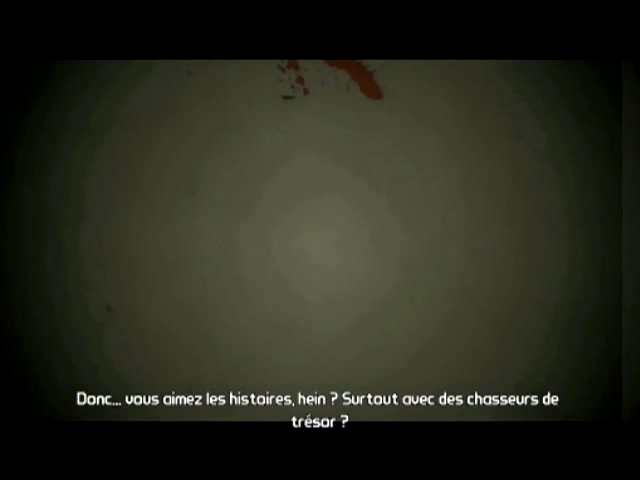 Donc... vous aimez les histoires, hein ? Surtout avec des chasseurs de
trésor ?